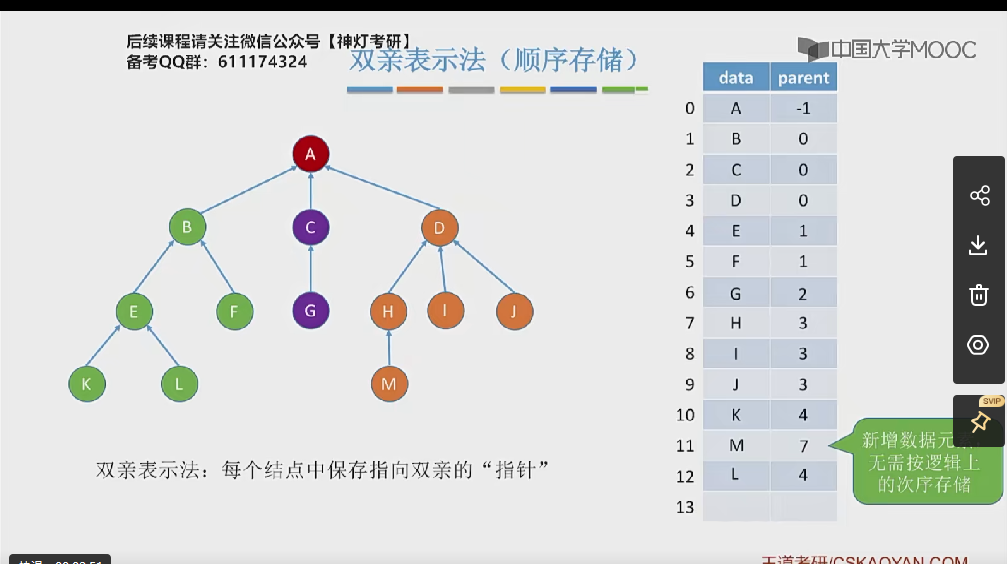 后续课程请关注微信公众号【神灯考研】
备考QQ群：611174324
双亲表示法（顺序存储）
中国大学MOOC
data parent
0 A -1
1 B 0
2 C 0
3 D 0
4 E 1
5 F 1
6 G 2
7 H 3
8 I 3
9 J 3
10 K 4
11 M 7
12 L 4
13
A
B C D
E F G H I J
K L M
SVIP
新增数据元
无需按逻辑上
的次序存储
双亲表示法：每个结点中保存指向双亲的“指针”
王道考研/CSKAOYAN.COM